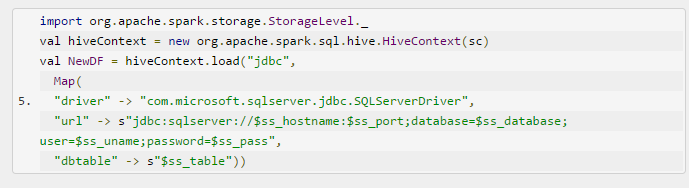 import org.apache.spark.storage.StorageLevel._
val hiveContext = new org.apache.spark.sql.hive.HiveContext(sc)
val NewDF = hiveContext.load("jdbc",
Map(
5. "driver" -> "com.microsoft.sqlserver.jdbc.SQLServerDriver",
"url" -> s"jdbc:sqlserver://$ss_hostname:$ss_port;database=$ss_database;
user=$ss_uname;password=$ss_pass",
"dbtable" -> s"$ss_table"))